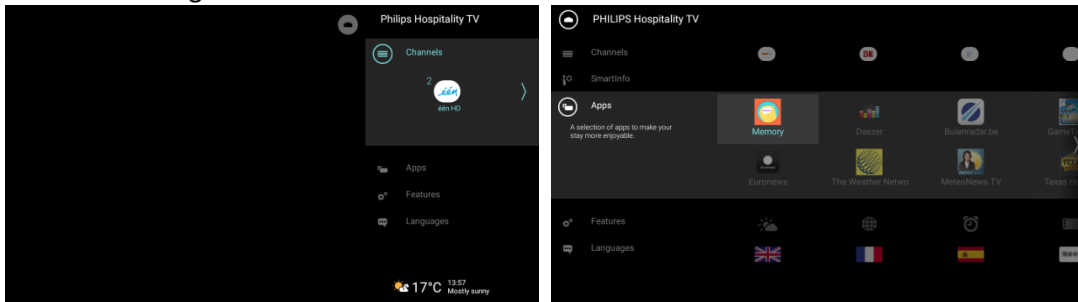 Philips Hospitality TV
Channels
2
één
één HD
Apps
Features
Languages
17°C
13:57
Mostly sunny
PHILIPS Hospitality TV
Channels
SmartInfo
Apps
A selection of apps to make your
stay more enjoyable.
Memory
Deezer
Buienradar.be
Euronews
The Weather Netwo
MeteoNews.TV
Texas H
Features
Languages